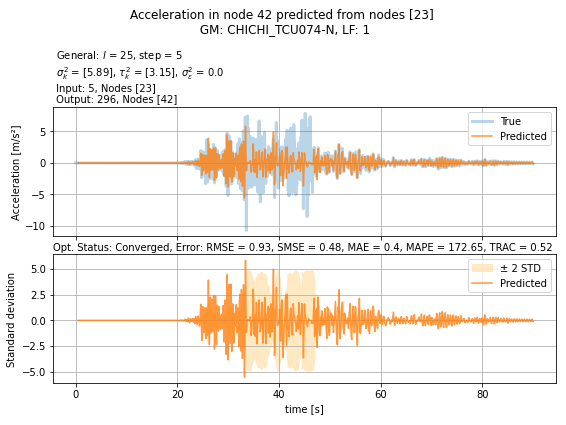 Acceleration in node 42 predicted from nodes [23]
GM: CHICHI_TCU074-N, LF: 1
General: l = 25, step = 5
σ²ₖ = [5.89], τ²ₖ = [3.15], σ²ε = 0.0
Input: 5, Nodes [23]
Output: 296, Nodes [42]
Acceleration [m/s²]
5
0
−5
−10
True
Predicted
Opt. Status: Converged, Error: RMSE = 0.93, SMSE = 0.48, MAE = 0.4, MAPE = 172.65, TRAC = 0.52
Standard deviation
5.0
2.5
0.0
−2.5
−5.0
± 2 STD
Predicted
0 20 40 60 80
time [s]